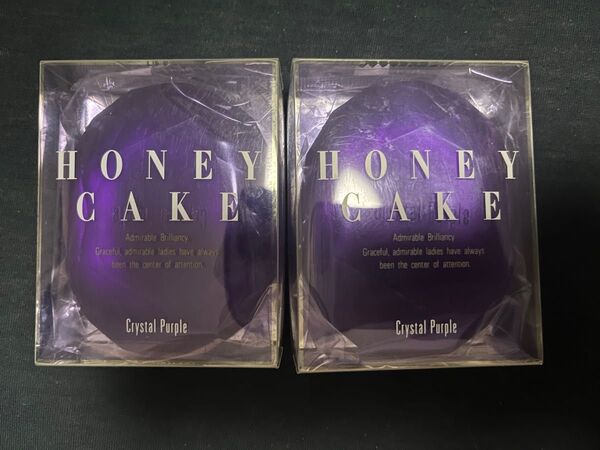 HONEY
CAKE
Admirable Brilliancy
Graceful, admirable ladies have always
been the center of attention.
Crystal Purple
HONEY
CAKE
Admirable Brilliancy
Graceful, admirable ladies have always
been the center of attention.
Crystal Purple